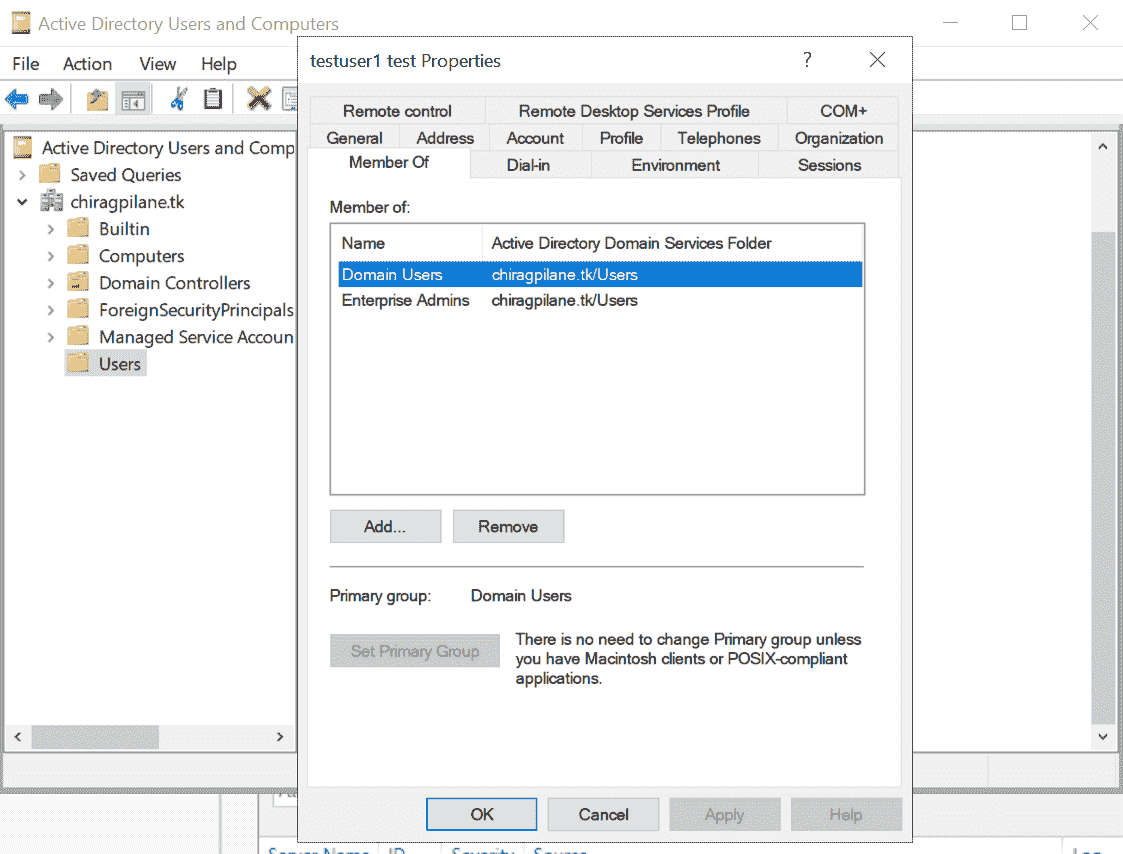 Active Directory Users and Computers
File Action View Help
testuser1 test Properties
?
Remote control Remote Desktop Services Profile COM+
General Address Account Profile Telephones Organization
Member Of Dial-in Environment Sessions
Active Directory Users and Comp
Saved Queries
chiragpilane.tk
Builtin
Computers
Domain Controllers
ForeignSecurityPrincipals
Managed Service Accoun
Users
Member of:
Name Active Directory Domain Services Folder
Domain Users chiragpilane.tk/Users
Enterprise Admins chiragpilane.tk/Users
Add... Remove
Primary group: Domain Users
Set Primary Group
There is no need to change Primary group unless
you have Macintosh clients or POSIX-compliant
applications.
OK Cancel Apply Help
Server Name ID Severity Source